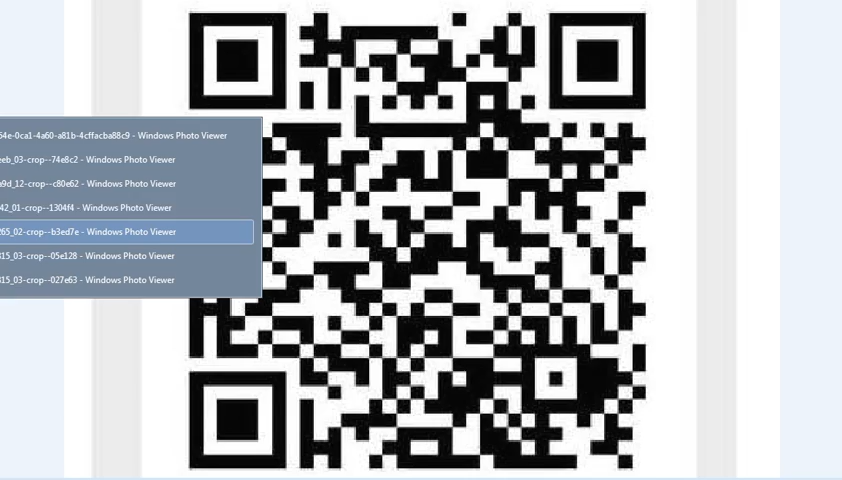 64e-0ca1-4a60-a81b-4cffacba88c9 - Windows Photo Viewer
eeb_03-crop--74e8c2 - Windows Photo Viewer
a9d_12-crop--c80e62 - Windows Photo Viewer
42_01-crop--1304f4 - Windows Photo Viewer
265_02-crop--b3ed7e - Windows Photo Viewer
815_03-crop--05e128 - Windows Photo Viewer
815_03-crop--027e63 - Windows Photo Viewer